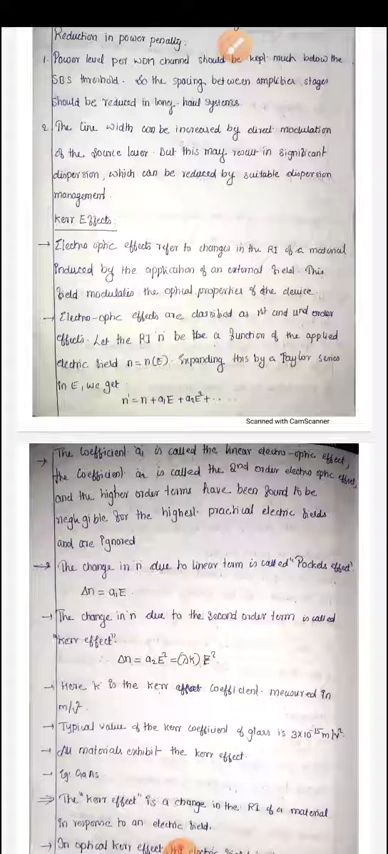 Reduction in power penalty:
1. Power level per WDM channel should be kept much below the
SBS threshold. So the spacing between amplifier stages
should be reduced in long-haul systems
2. The line width can be increased by direct modulation
of the source laser. But this may result in significant
dispersion, which can be reduced by suitable dispersion
management.
Kerr Effects:
→ Electro optic effects refer to changes in the RI of a material
induced by the application of an external field. This
field modulates the optical properties of the device
→ Electro-optic effects are classified as 1st and 2nd order
effects. Let the RI 'n' be the a function of the applied
electric field n = n(E). Expanding this by a Taylor series
in E, we get
n' = n + a₁E + a₂E² + ....
Scanned with CamScanner
→ The coefficient a₁ is called the linear electro-optic effect,
the coefficient a₂ is called the 2nd order electro optic effect,
and the higher order terms have been found to be
negligible for the highest practical electric fields
and are ignored
→ The change in n due to linear term is called "Pockels effect"
Δn = a₁E
→ The change in 'n' due to the second order term is called
"kerr effect".
Δn = a₂E² = (λK) E²
→ Here K is the kerr effect coefficient measured in
m/v².
→ Typical value of the kerr coefficient of glass is 3×10⁻¹⁵ m/v².
→ All materials exhibit the kerr effect
→ Eg: GaAs
⇒ The "kerr effect" is a change in the RI of a material
in response to an electric field.
→ In optical kerr effect electric field